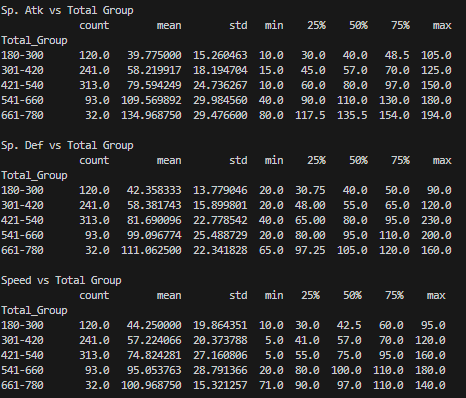 Sp. Atk vs Total Group
count mean std min 25% 50% 75% max
Total_Group
180-300 120.0 39.775000 15.260463 10.0 30.0 40.0 48.5 105.0
301-420 241.0 58.219917 18.194704 15.0 45.0 57.0 70.0 125.0
421-540 313.0 79.594249 24.736267 10.0 60.0 80.0 97.0 150.0
541-660 93.0 109.569892 29.984560 40.0 90.0 110.0 130.0 180.0
661-780 32.0 134.968750 29.476600 80.0 117.5 135.5 154.0 194.0
Sp. Def vs Total Group
count mean std min 25% 50% 75% max
Total_Group
180-300 120.0 42.358333 13.779046 20.0 30.75 40.0 50.0 90.0
301-420 241.0 58.381743 15.899801 20.0 48.00 55.0 65.0 120.0
421-540 313.0 81.690096 22.778542 40.0 65.00 80.0 95.0 230.0
541-660 93.0 99.096774 25.488729 20.0 80.00 95.0 110.0 200.0
661-780 32.0 111.062500 22.341828 65.0 97.25 105.0 120.0 160.0
Speed vs Total Group
count mean std min 25% 50% 75% max
Total_Group
180-300 120.0 44.250000 19.864351 10.0 30.0 42.5 60.0 95.0
301-420 241.0 57.224066 20.373788 5.0 41.0 57.0 70.0 120.0
421-540 313.0 74.824281 27.160806 5.0 55.0 75.0 95.0 160.0
541-660 93.0 95.053763 28.791366 20.0 80.0 100.0 110.0 180.0
661-780 32.0 100.968750 15.321257 71.0 90.0 97.0 110.0 140.0